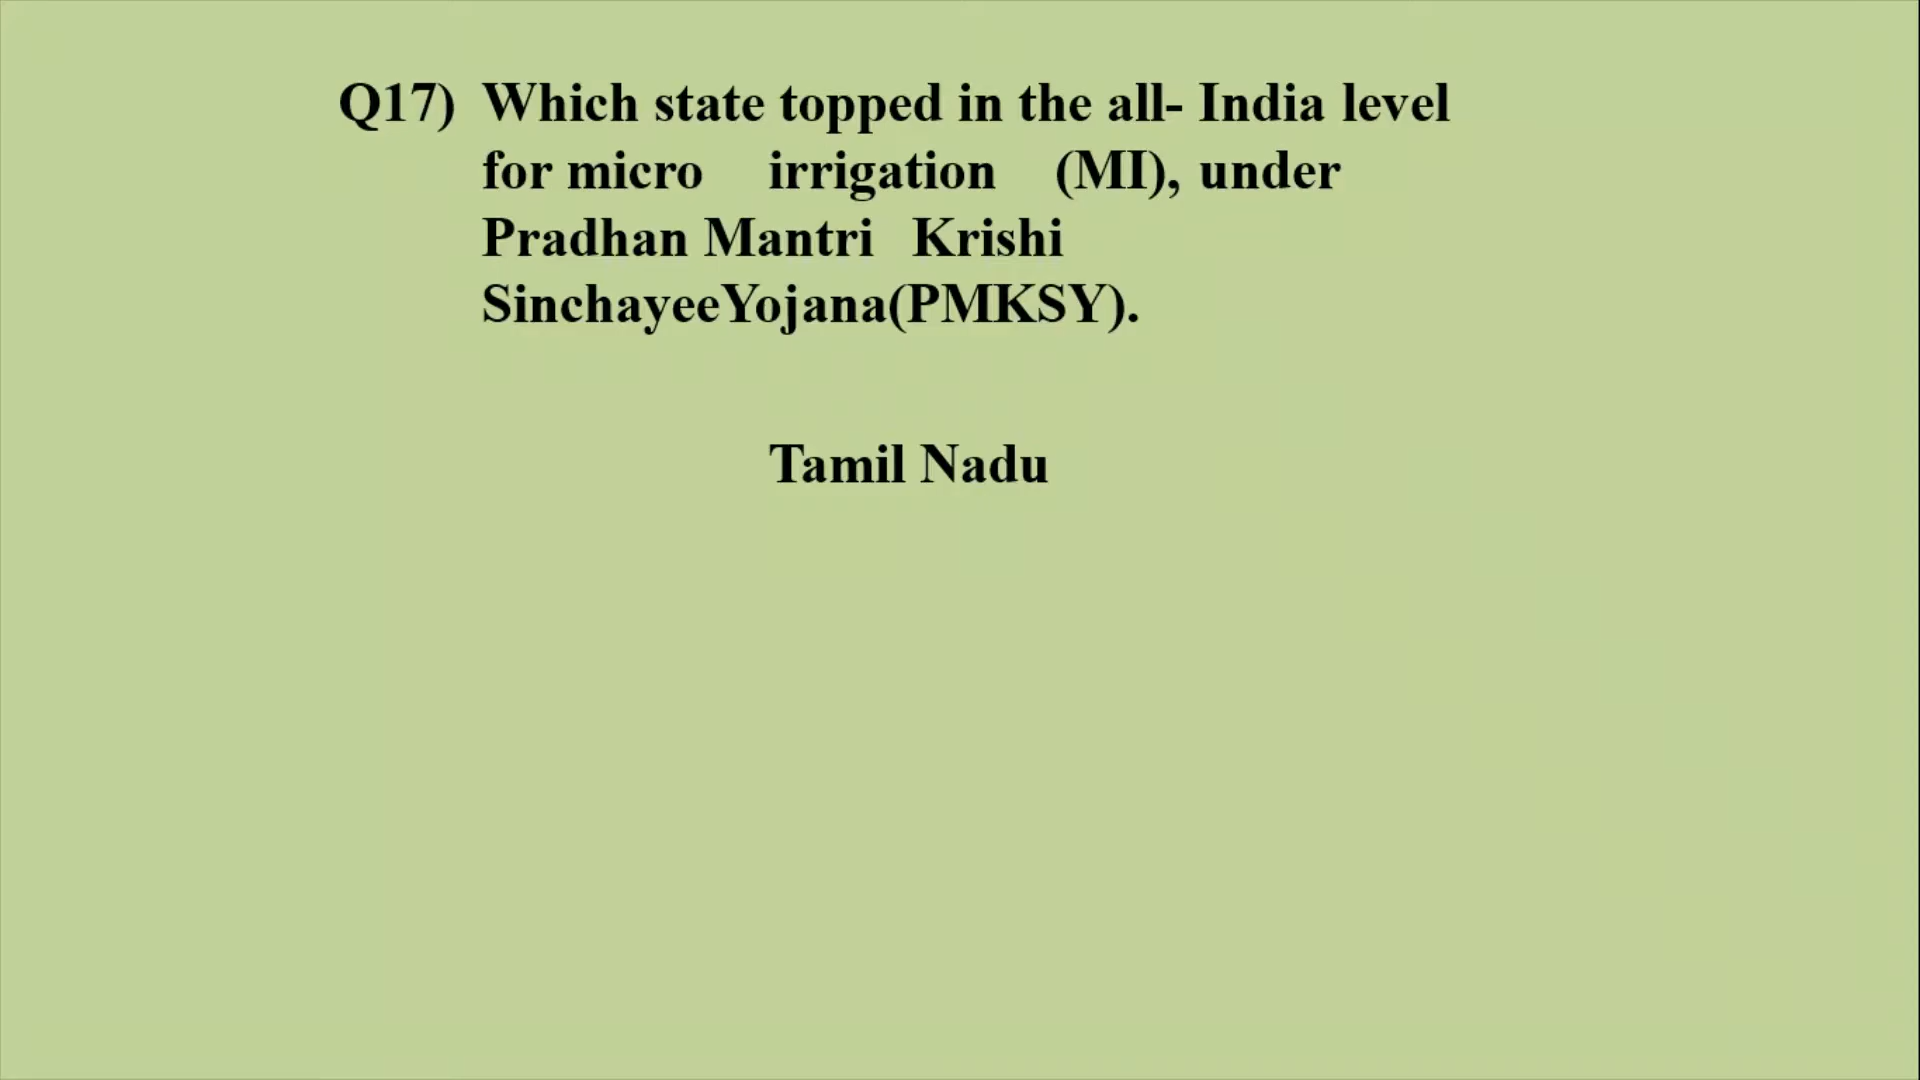 Q17) Which state topped in the all- India level
for micro irrigation (MI), under
Pradhan Mantri Krishi
SinchayeeYojana(PMKSY).
Tamil Nadu